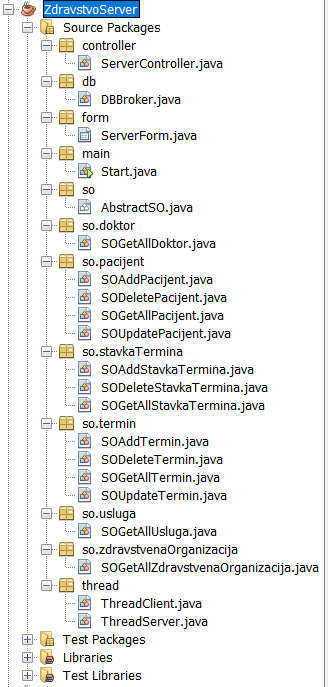 ZdravstvoServer
Source Packages
controller
ServerController.java
db
DBBroker.java
form
ServerForm.java
main
Start.java
so
AbstractSO.java
so.doktor
SOGetAllDoktor.java
so.pacijent
SOAddPacijent.java
SODeletePacijent.java
SOGetAllPacijent.java
SOUpdatePacijent.java
so.stavkaTermina
SOAddStavkaTermina.java
SODeleteStavkaTermina.java
SOGetAllStavkaTermina.java
so.termin
SOAddTermin.java
SODeleteTermin.java
SOGetAllTermin.java
SOUpdateTermin.java
so.usluga
SOGetAllUsluga.java
so.zdravstvenaOrganizacija
SOGetAllZdravstvenaOrganizacija.java
thread
ThreadClient.java
ThreadServer.java
Test Packages
Libraries
Test Libraries